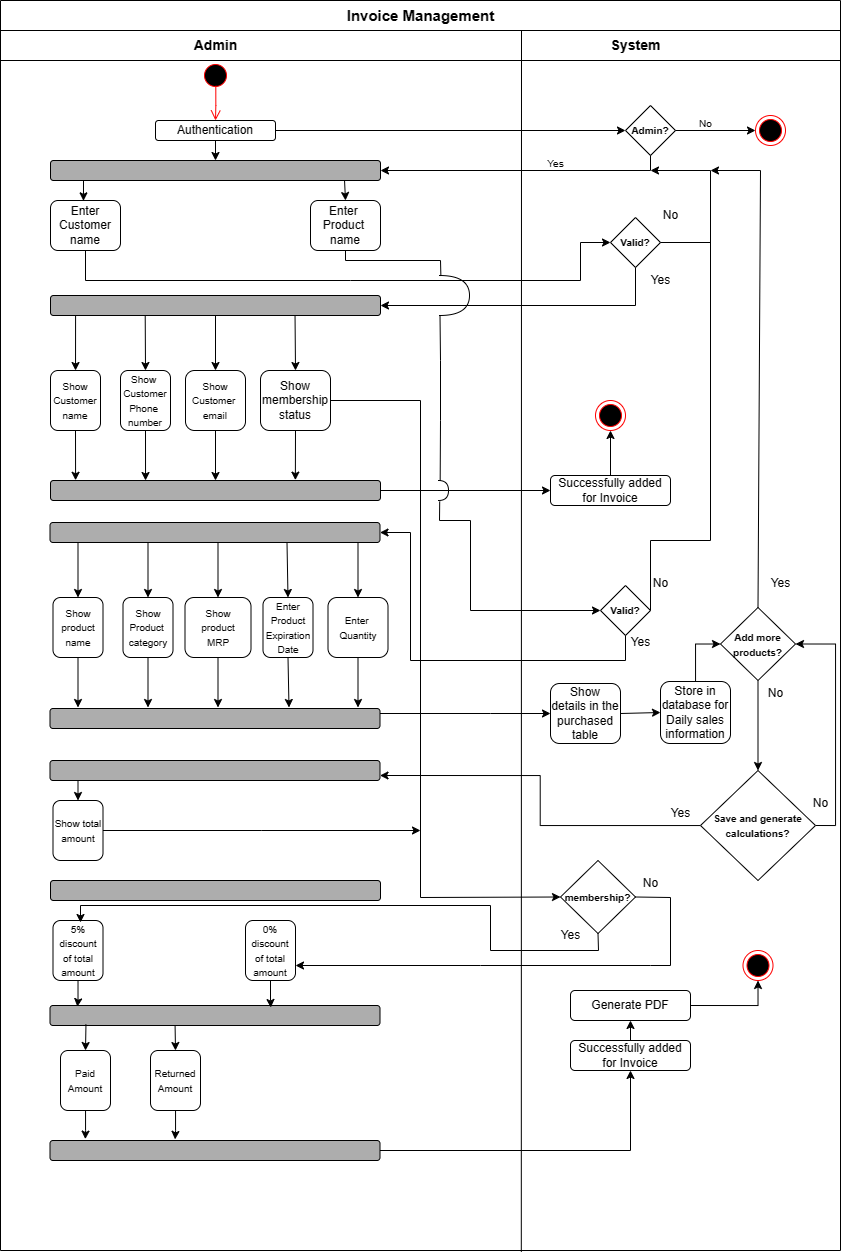 Invoice Management
Admin
System
Authentication
Admin?
No
Yes
Enter
Customer
name
Enter
Product
name
No
Valid?
Yes
Show
Customer
name
Show
Customer
Phone
number
Show
Customer
email
Show
membership
status
Successfully added
for Invoice
Show
product
name
Show
Product
category
Show
product
MRP
Enter
Product
Expiration
Date
Enter
Quantity
No
Valid?
Yes
Yes
Add more
products?
No
Show
details in the
purchased
table
Store in
database for
Daily sales
information
Show total
amount
Yes
Save and generate
calculations?
No
membership?
No
Yes
5%
discount
of total
amount
0%
discount
of total
amount
Generate PDF
Successfully added
for Invoice
Paid
Amount
Returned
Amount